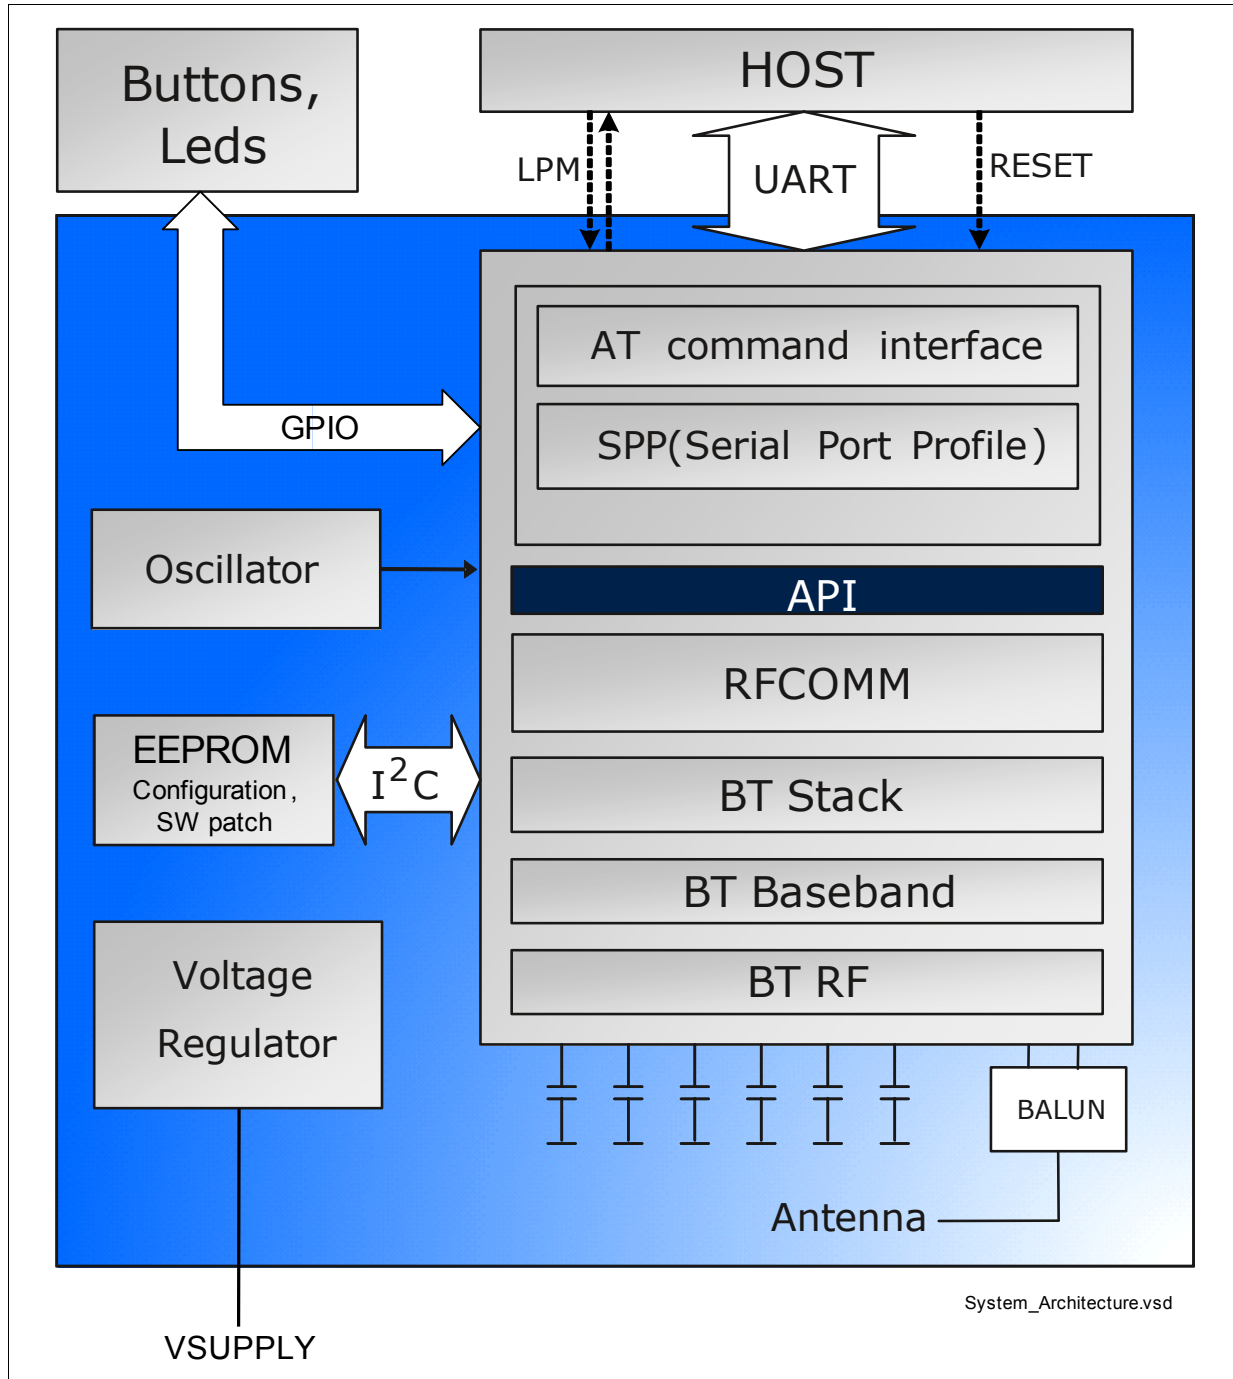 Buttons,
Leds
HOST
LPM
UART
RESET
AT command interface
SPP(Serial Port Profile)
GPIO
Oscillator
API
RFCOMM
EEPROM
Configuration,
SW patch
I²C
BT Stack
BT Baseband
Voltage
Regulator
BT RF
BALUN
Antenna
System_Architecture.vsd
VSUPPLY